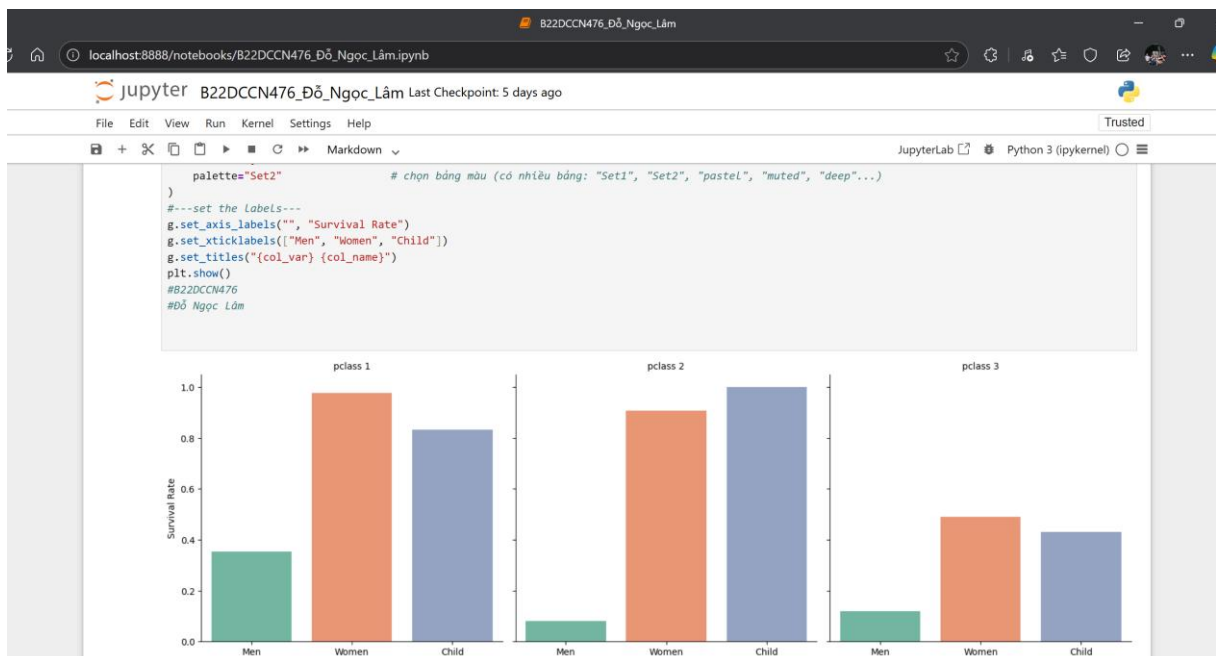 B22DCCN476_Đỗ_Ngọc_Lâm
localhost:8888/notebooks/B22DCCN476_Đỗ_Ngọc_Lâm.ipynb
jupyter B22DCCN476_Đỗ_Ngọc_Lâm Last Checkpoint: 5 days ago
File Edit View Run Kernel Settings Help Trusted
Markdown JupyterLab Python 3 (ipykernel)
palette="Set2" # chọn bảng màu (có nhiều bảng: "Set1", "Set2", "pastel", "muted", "deep"...)
)
#---set the labels---
g.set_axis_labels("", "Survival Rate")
g.set_xticklabels(["Men", "Women", "Child"])
g.set_titles("{col_var} {col_name}")
plt.show()
#B22DCCN476
#Đỗ Ngọc Lâm
pclass 1 pclass 2 pclass 3
1.0
0.8
0.6
0.4
0.2
0.0
Survival Rate
Men Women Child Men Women Child Men Women Child